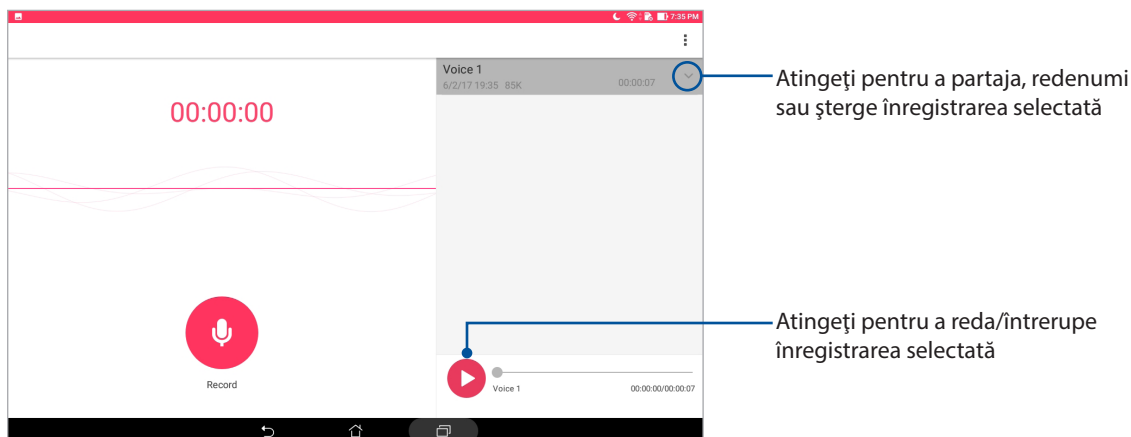 7:35 PM
00:00:00
Record
Voice 1
6/2/17 19:35 85K 00:00:07
Voice 1 00:00:00/00:00:07
Atingeţi pentru a partaja, redenumi
sau şterge înregistrarea selectată
Atingeţi pentru a reda/întrerupe
înregistrarea selectată